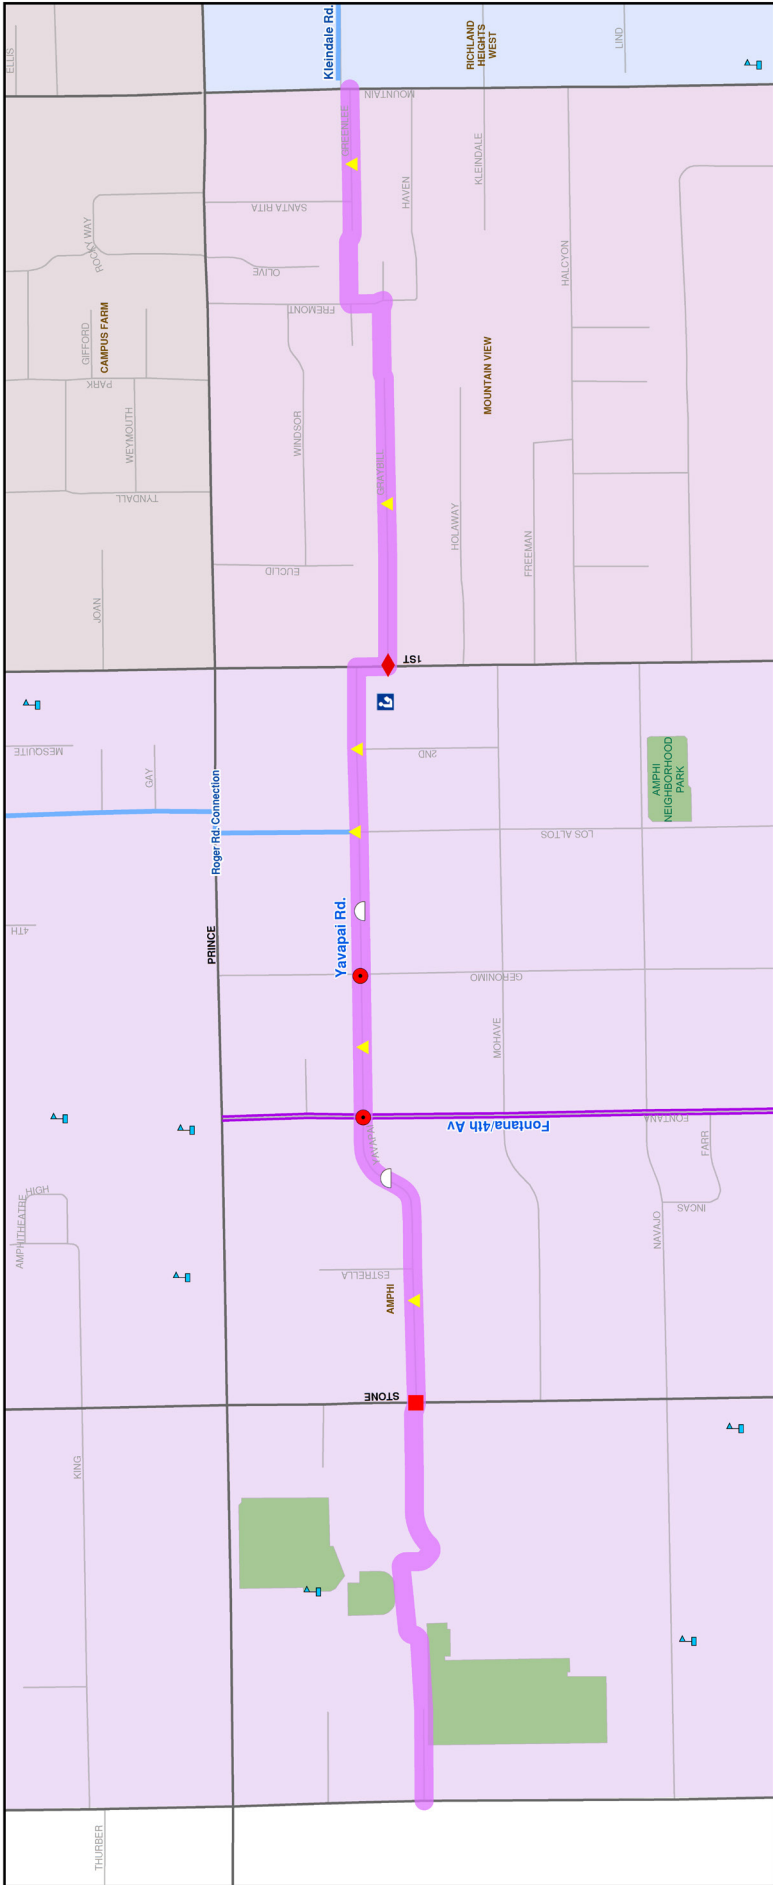 ELLIS
Kleindale Rd.
RICHLAND
HEIGHTS
WEST
LIND
MOUNTAIN
GREENLEE
KLEINDALE
HAVEN
SANTA RITA
ROCKY WAY
ROCKY
OLIVE
HALCYON
FREMONT
GIFFORD
CAMPUS FARM
PARK
MOUNTAIN VIEW
WEYMOUTH
WINDSOR
GRAYBILL
TYNDALL
HOLAWAY
FREEMAN
EUCLID
JOAN
1ST
MESQUITE
GAY
2ND
AMPHI
NEIGHBORHOOD
PARK
Roger Rd. Connection
LOS ALTOS
4TH
PRINCE
Yavapai Rd.
GERONIMO
MOHAVE
Fontana/4th Av
FONTANA
YAVAPAI
FARR
HIGH
AMPHITHEATRE
INCAS
NAVAJO
ESTRELLA
AMPHI
STONE
KING
THURBER